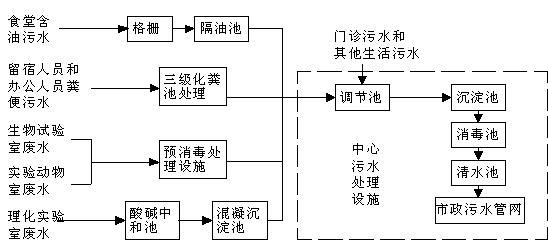 食堂含
油污水
格栅
隔油池
门诊污水和
其他生活污水
留宿人员和
办公人员粪
便污水
三级化粪
池处理
调节池
沉淀池
消毒池
清水池
市政污水管网
中心
污水
处理
设施
生物试验
室废水
实验动物
室废水
预消毒处
理设施
理化实验
室废水
酸碱中
和池
混凝沉
淀池